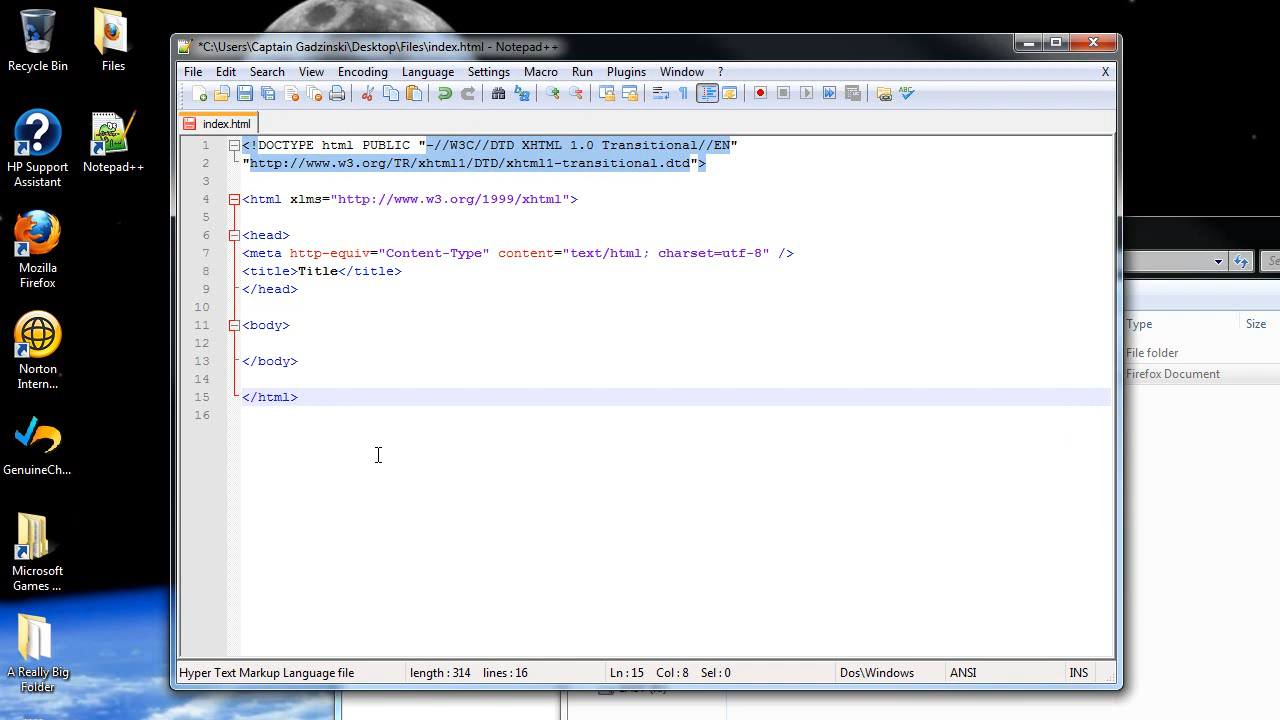 *C:\Users\Captain Gadzinski\Desktop\Files\index.html - Notepad++
File Edit Search View Encoding Language Settings Macro Run Plugins Window ? X
index.html
1 <!DOCTYPE html PUBLIC "-//W3C//DTD XHTML 1.0 Transitional//EN"
2 "http://www.w3.org/TR/xhtml1/DTD/xhtml1-transitional.dtd">
3
4 <html xlms="http://www.w3.org/1999/xhtml">
5
6 <head>
7 <meta http-equiv="Content-Type" content="text/html; charset=utf-8" />
8 <title>Title</title>
9 </head>
10
11 <body>
12
13 </body>
14
15 </html>
16
Hyper Text Markup Language file length : 314 lines : 16 Ln : 15 Col : 8 Sel : 0 Dos\Windows ANSI INS
Recycle Bin
Files
HP Support
Assistant
Notepad++
Mozilla
Firefox
Norton
Intern...
GenuineCh...
Microsoft
Games ...
A Really Big
Folder
Se
Type Size
File folder
Firefox Document